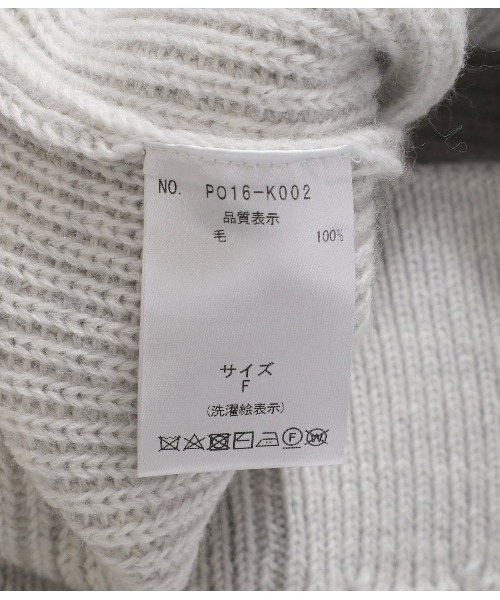 NO. PO16-K002
品質表示
毛 100%
サイズ
F
(洗濯絵表示)
F W